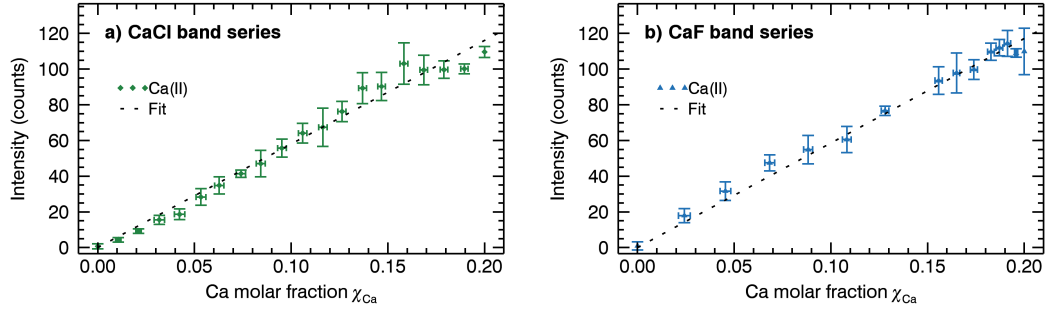 a) CaCl band series
Ca(II)
Fit
Intensity (counts)
120
100
80
60
40
20
0
0.00
0.05
0.10
0.15
0.20
Ca molar fraction χCa
b) CaF band series
Ca(II)
Fit
Intensity (counts)
120
100
80
60
40
20
0
0.00
0.05
0.10
0.15
0.20
Ca molar fraction χCa